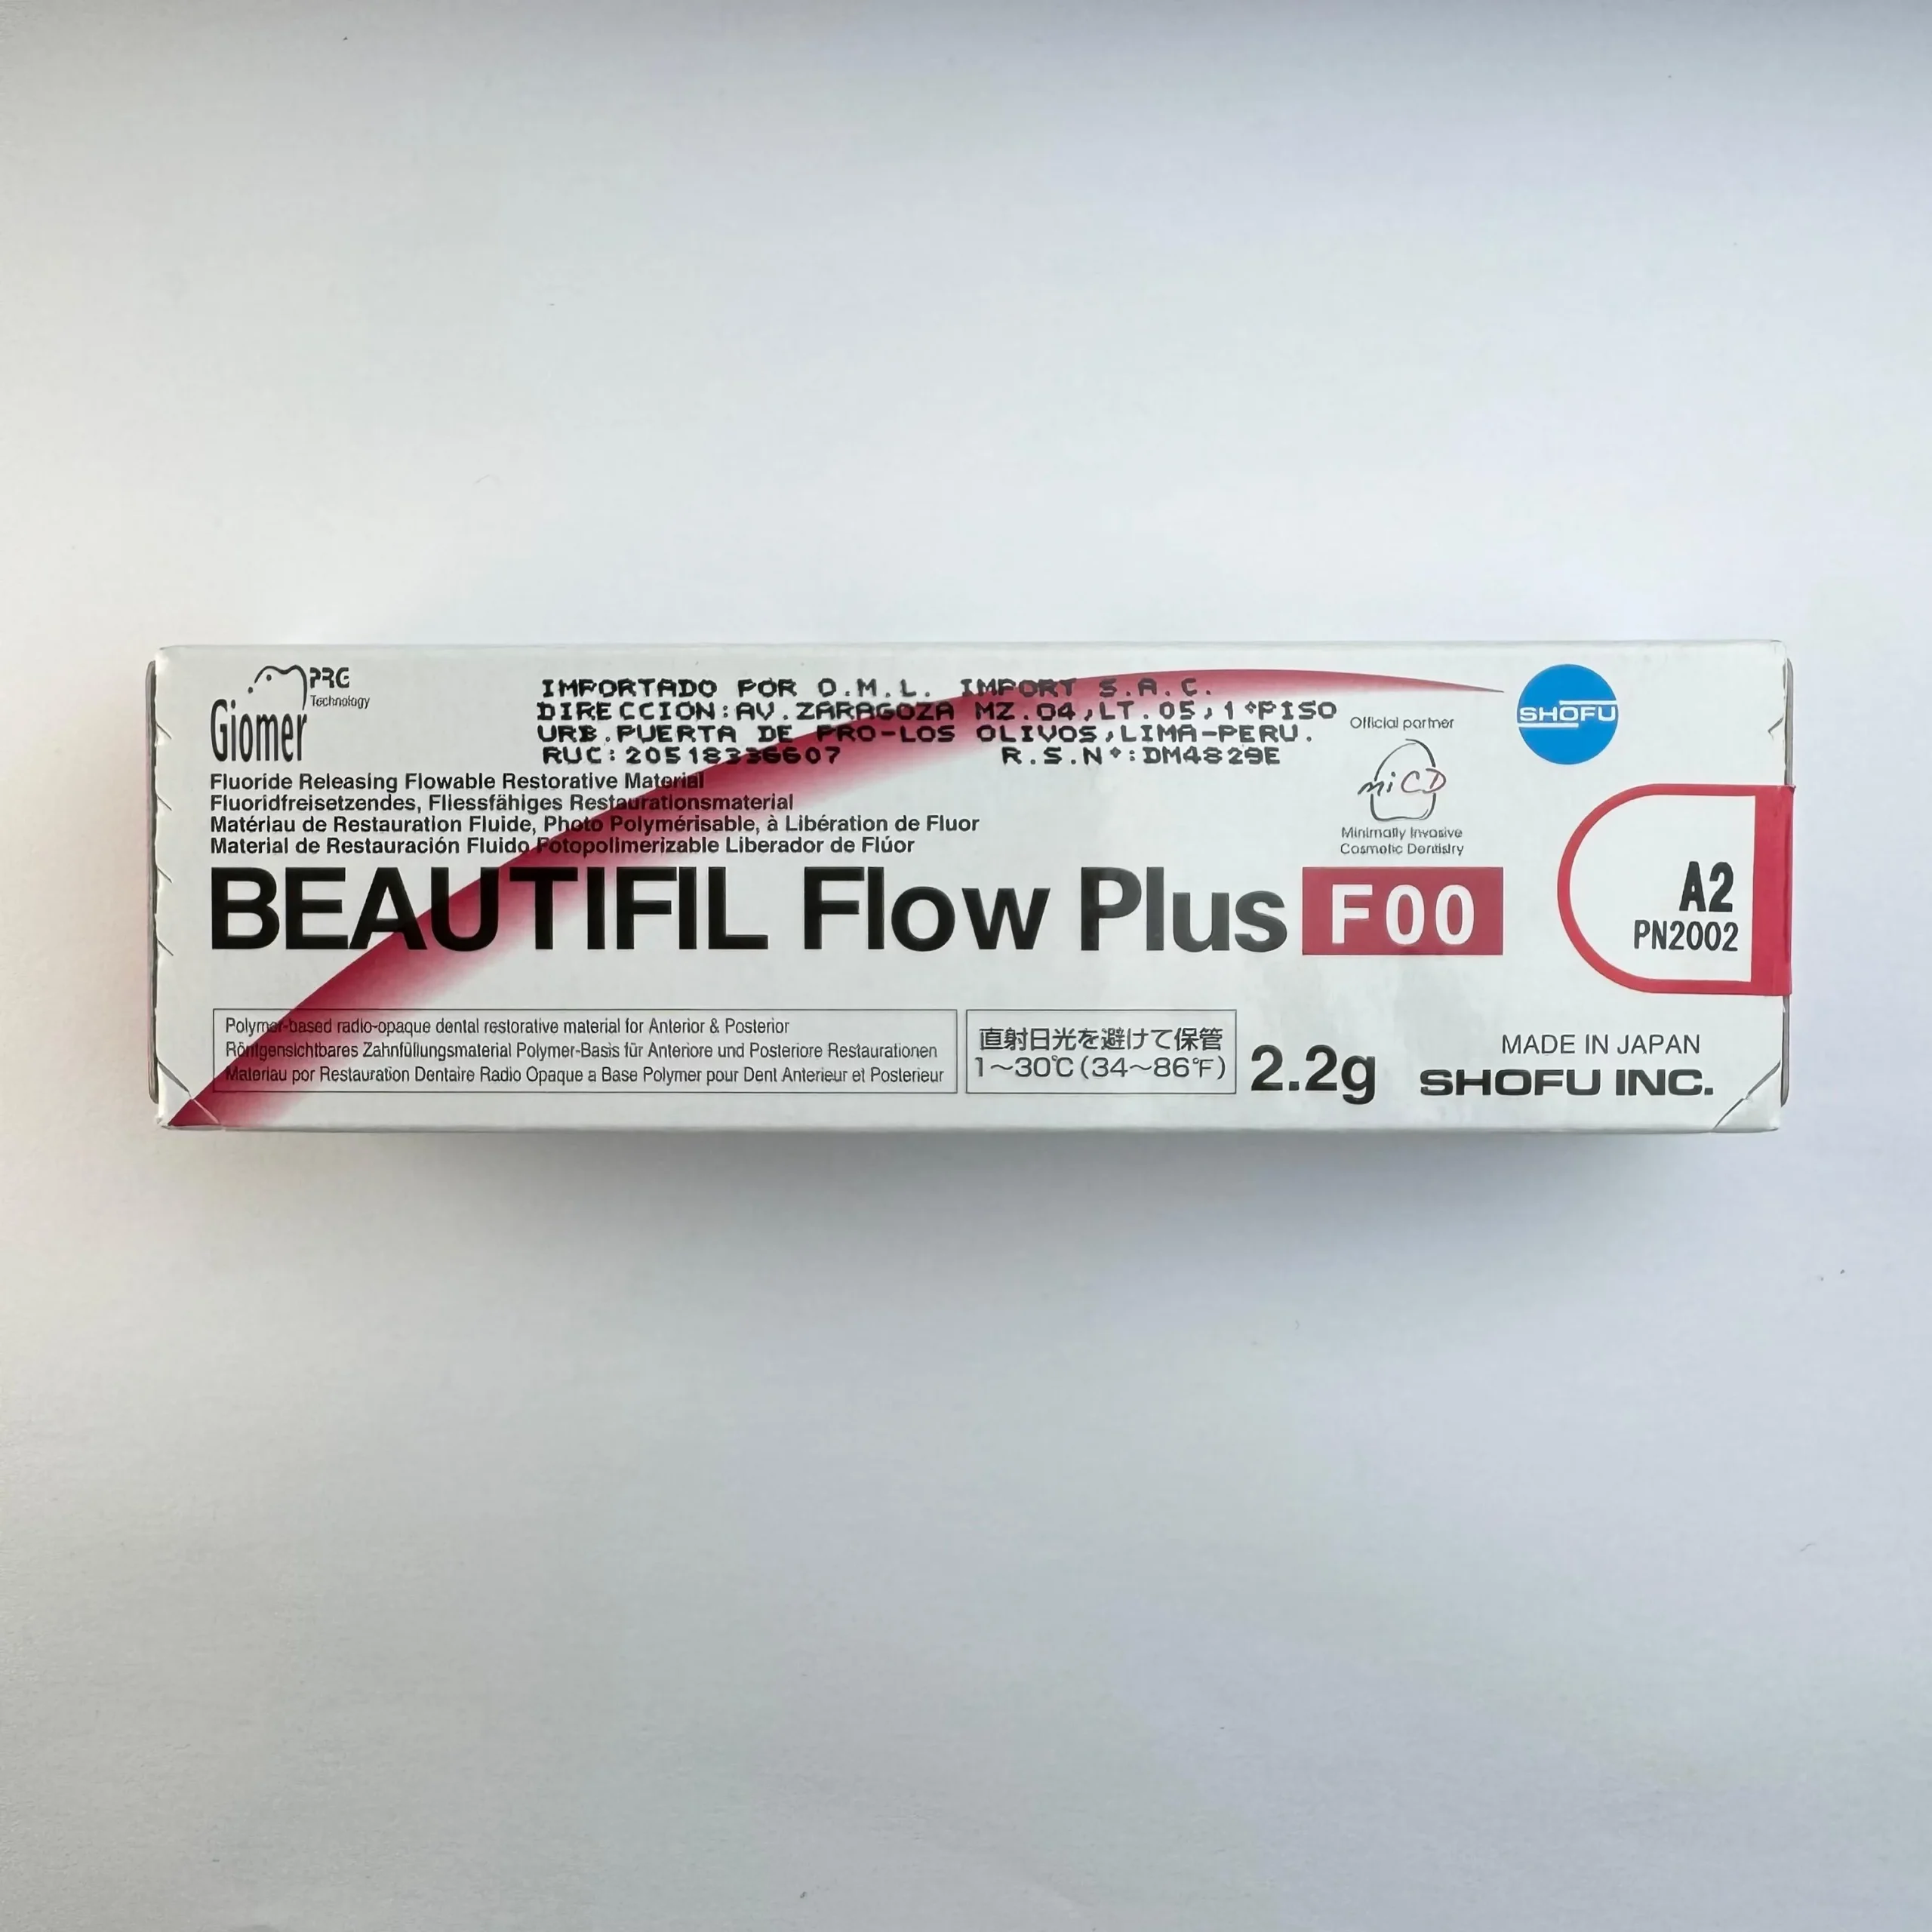 PRG
Technology
Giomer
IMPORTADO POR O.M.L. IMPORT S.A.C.
DIRECCION:AV.ZARAGOZA MZ.04,LT.05,1°PISO
URB.PUERTA DE PRO-LOS OLIVOS,LIMA-PERU.
RUC:20518336607 R.S.N°:DM4829E
Official partner
miCD
Minimally Invasive
Cosmetic Dentistry
SHOFU
Fluoride Releasing Flowable Restorative Material
Fluoridfreisetzendes, Fliessfähiges Restaurationsmaterial
Matériau de Restauration Fluide, Photo Polymérisable, à Libération de Fluor
Material de Restauración Fluido Fotopolimerizable Liberador de Flúor
BEAUTIFIL Flow Plus F00
A2
PN2002
Polymer-based radio-opaque dental restorative material for Anterior & Posterior
Röntgensichtbares Zahnfüllungsmaterial Polymer-Basis für Anteriore und Posteriore Restaurationen
Materiau por Restauration Dentaire Radio Opaque a Base Polymer pour Dent Anterieur et Posterieur
直射日光を避けて保管
1〜30℃(34〜86℉)
2.2g
MADE IN JAPAN
SHOFU INC.